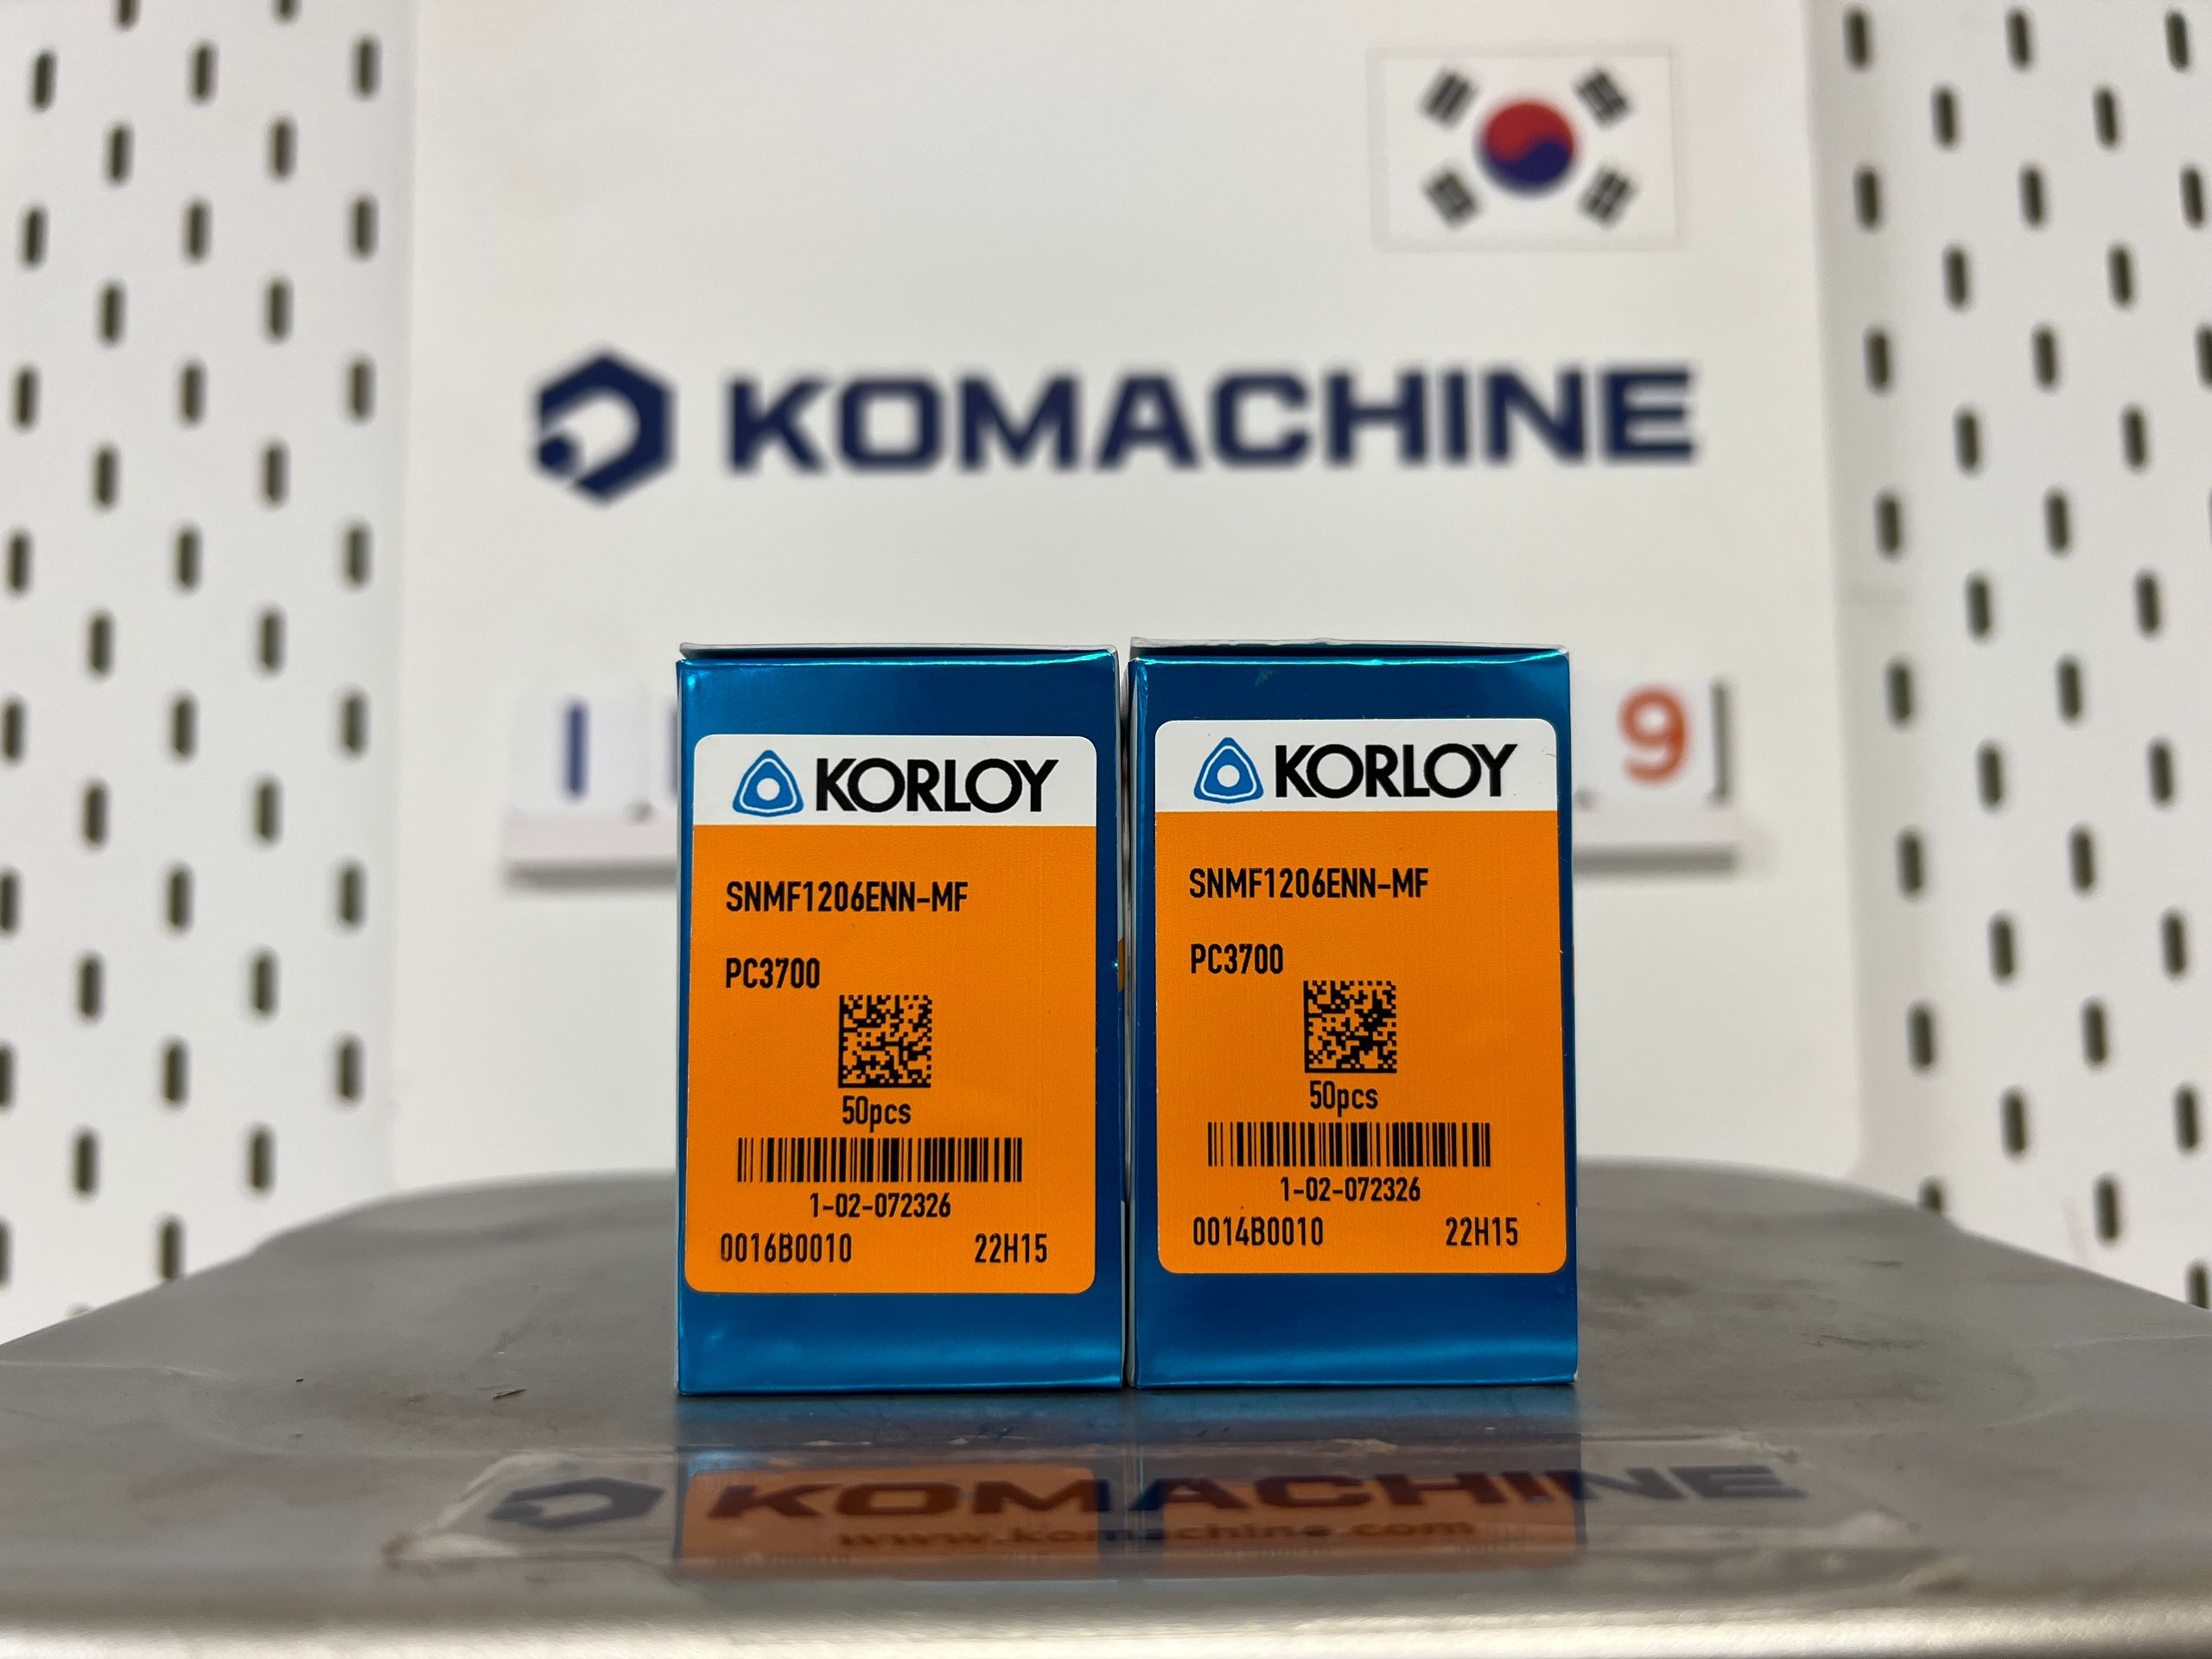 KOMACHINE
1
9
KORLOY
SNMF1206ENN-MF
PC3700
50pcs
1-02-072326
0016B0010 22H15
KORLOY
SNMF1206ENN-MF
PC3700
50pcs
1-02-072326
0014B0010 22H15
KOMACHINE
www.komachine.com